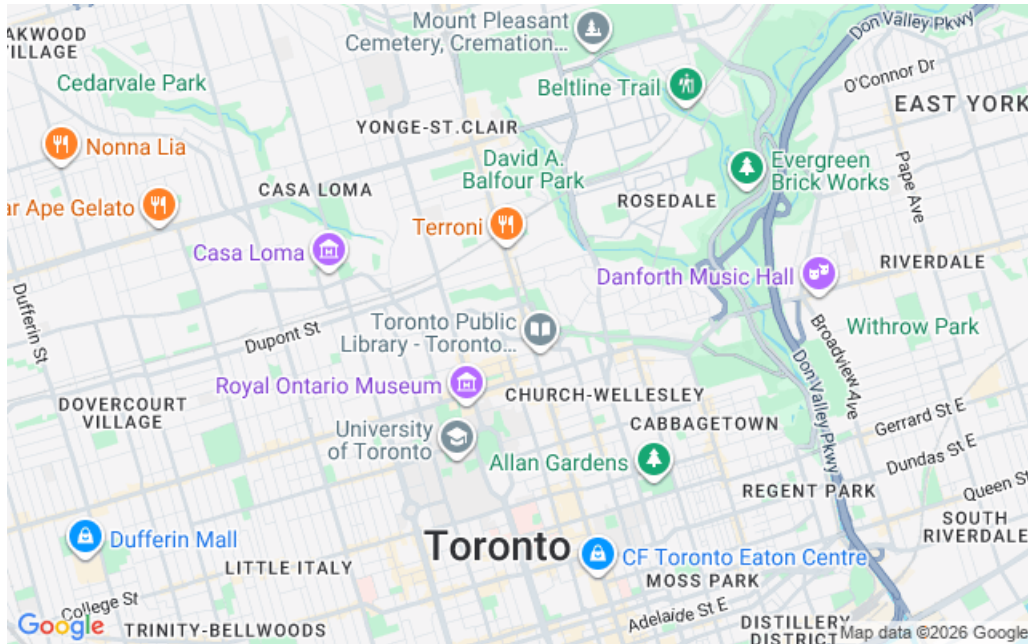 AKWOOD
VILLAGE
Mount Pleasant
Cemetery, Cremation...
Don Valley Pkwy
Cedarvale Park
Beltline Trail
O'Connor Dr
EAST YORK
Nonna Lia
YONGE-ST.CLAIR
David A.
Balfour Park
Evergreen
Brick Works
Pape Ave
CASA LOMA
ROSEDALE
ar Ape Gelato
Terroni
Casa Loma
Danforth Music Hall
RIVERDALE
Dufferin St
Dupont St
Toronto Public
Library - Toronto...
Broadview Ave
Withrow Park
Royal Ontario Museum
CHURCH-WELLESLEY
Don Valley Pkwy
DOVERCOURT
VILLAGE
University
of Toronto
CABBAGETOWN
Gerrard St E
Allan Gardens
Dundas St E
REGENT PARK
Queen St
Dufferin Mall
Toronto
CF Toronto Eaton Centre
SOUTH
RIVERDALE
LITTLE ITALY
MOSS PARK
College St
Adelaide St E
Google
TRINITY-BELLWOODS
DISTILLERY
DISTRICT
Map data ©2026 Google